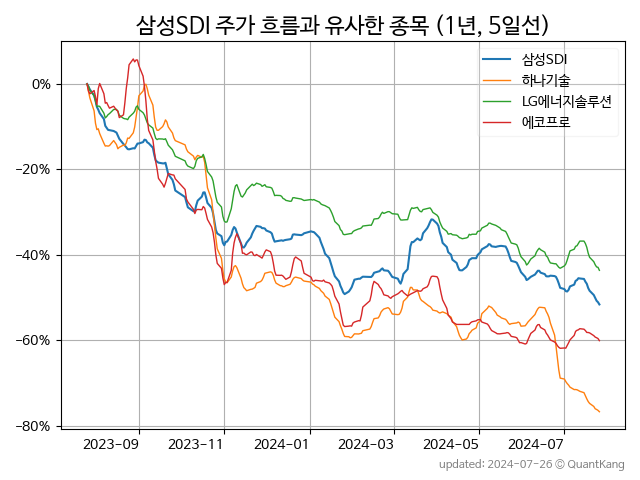 삼성SDI 주가 흐름과 유사한 종목 (1년, 5일선)
삼성SDI
하나기술
LG에너지솔루션
에코프로
0%
−20%
−40%
−60%
−80%
2023-09 2023-11 2024-01 2024-03 2024-05 2024-07
updated: 2024-07-26 © QuantKang